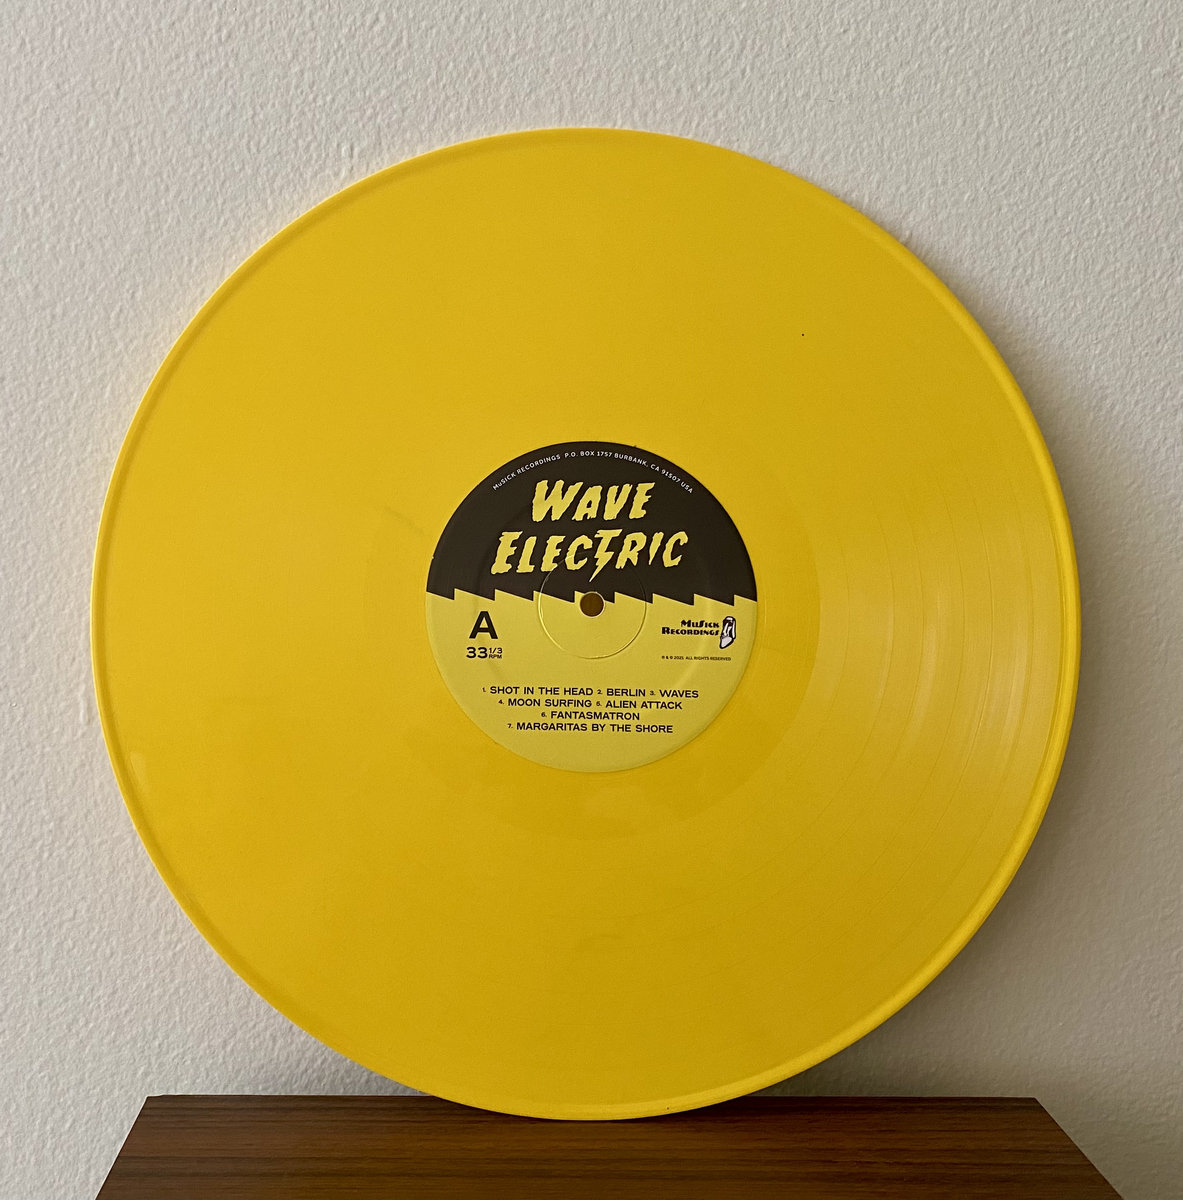 MuSICK RECORDINGS P.O. BOX 1757 BURBANK, CA 91507 USA
WAVE
ELECTRIC
A
33 1/3 RPM
MuSick
Recordings
℗ & © 2021 ALL RIGHTS RESERVED
1. SHOT IN THE HEAD 2. BERLIN 3. WAVES
4. MOON SURFING 5. ALIEN ATTACK
6. FANTASMATRON
7. MARGARITAS BY THE SHORE